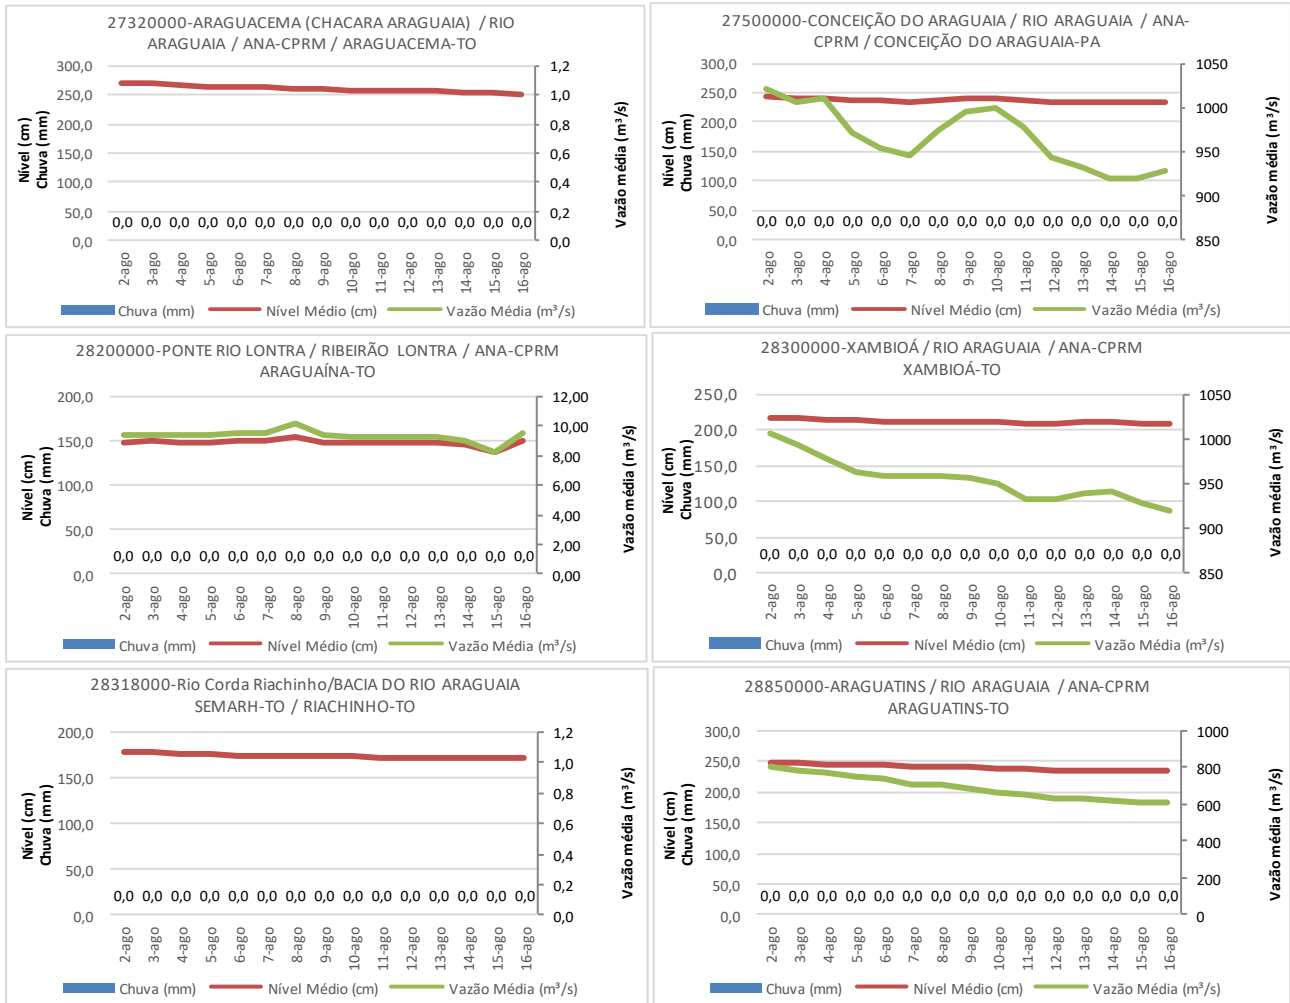 27320000-ARAGUACEMA (CHACARA ARAGUAIA) / RIO
ARAGUAIA / ANA-CPRM / ARAGUACEMA-TO
300,0
250,0
200,0
150,0
100,0
50,0
0,0
Nível (cm)
Chuva (mm)
1,2
1,0
0,8
0,6
0,4
0,2
0,0
Vazão média (m³/s)
0,0 0,0 0,0 0,0 0,0 0,0 0,0 0,0 0,0 0,0 0,0 0,0 0,0 0,0 0,0
2-ago 3-ago 4-ago 5-ago 6-ago 7-ago 8-ago 9-ago 10-ago 11-ago 12-ago 13-ago 14-ago 15-ago 16-ago
Chuva (mm) Nível Médio (cm) Vazão Média (m³/s)
27500000-CONCEIÇÃO DO ARAGUAIA / RIO ARAGUAIA / ANA-
CPRM / CONCEIÇÃO DO ARAGUAIA-PA
300,0
250,0
200,0
150,0
100,0
50,0
0,0
Nível (cm)
Chuva (mm)
1050
1000
950
900
850
Vazão média (m³/s)
0,0 0,0 0,0 0,0 0,0 0,0 0,0 0,0 0,0 0,0 0,0 0,0 0,0 0,0 0,0
2-ago 3-ago 4-ago 5-ago 6-ago 7-ago 8-ago 9-ago 10-ago 11-ago 12-ago 13-ago 14-ago 15-ago 16-ago
Chuva (mm) Nível Médio (cm) Vazão Média (m³/s)
28200000-PONTE RIO LONTRA / RIBEIRÃO LONTRA / ANA-CPRM
ARAGUAÍNA-TO
200,0
150,0
100,0
50,0
0,0
Nível (cm)
Chuva (mm)
12,00
10,00
8,00
6,00
4,00
2,00
0,00
Vazão média (m³/s)
0,0 0,0 0,0 0,0 0,0 0,0 0,0 0,0 0,0 0,0 0,0 0,0 0,0 0,0 0,0
2-ago 3-ago 4-ago 5-ago 6-ago 7-ago 8-ago 9-ago 10-ago 11-ago 12-ago 13-ago 14-ago 15-ago 16-ago
Chuva (mm) Nível Médio (cm) Vazão Média (m³/s)
28300000-XAMBIOÁ / RIO ARAGUAIA / ANA-CPRM
XAMBIOÁ-TO
250,0
200,0
150,0
100,0
50,0
0,0
Nível (cm)
Chuva (mm)
1050
1000
950
900
850
Vazão média (m³/s)
0,0 0,0 0,0 0,0 0,0 0,0 0,0 0,0 0,0 0,0 0,0 0,0 0,0 0,0 0,0
2-ago 3-ago 4-ago 5-ago 6-ago 7-ago 8-ago 9-ago 10-ago 11-ago 12-ago 13-ago 14-ago 15-ago 16-ago
Chuva (mm) Nível Médio (cm) Vazão Média (m³/s)
28318000-Rio Corda Riachinho/BACIA DO RIO ARAGUAIA
SEMARH-TO / RIACHINHO-TO
200,0
150,0
100,0
50,0
0,0
Nível (cm)
Chuva (mm)
1,2
1,0
0,8
0,6
0,4
0,2
0,0
Vazão média (m³/s)
0,0 0,0 0,0 0,0 0,0 0,0 0,0 0,0 0,0 0,0 0,0 0,0 0,0 0,0 0,0
2-ago 3-ago 4-ago 5-ago 6-ago 7-ago 8-ago 9-ago 10-ago 11-ago 12-ago 13-ago 14-ago 15-ago 16-ago
Chuva (mm) Nível Médio (cm) Vazão Média (m³/s)
28850000-ARAGUATINS / RIO ARAGUAIA / ANA-CPRM
ARAGUATINS-TO
300,0
250,0
200,0
150,0
100,0
50,0
0,0
Nível (cm)
Chuva (mm)
1000
800
600
400
200
0
Vazão média (m³/s)
0,0 0,0 0,0 0,0 0,0 0,0 0,0 0,0 0,0 0,0 0,0 0,0 0,0 0,0 0,0
2-ago 3-ago 4-ago 5-ago 6-ago 7-ago 8-ago 9-ago 10-ago 11-ago 12-ago 13-ago 14-ago 15-ago 16-ago
Chuva (mm) Nível Médio (cm) Vazão Média (m³/s)